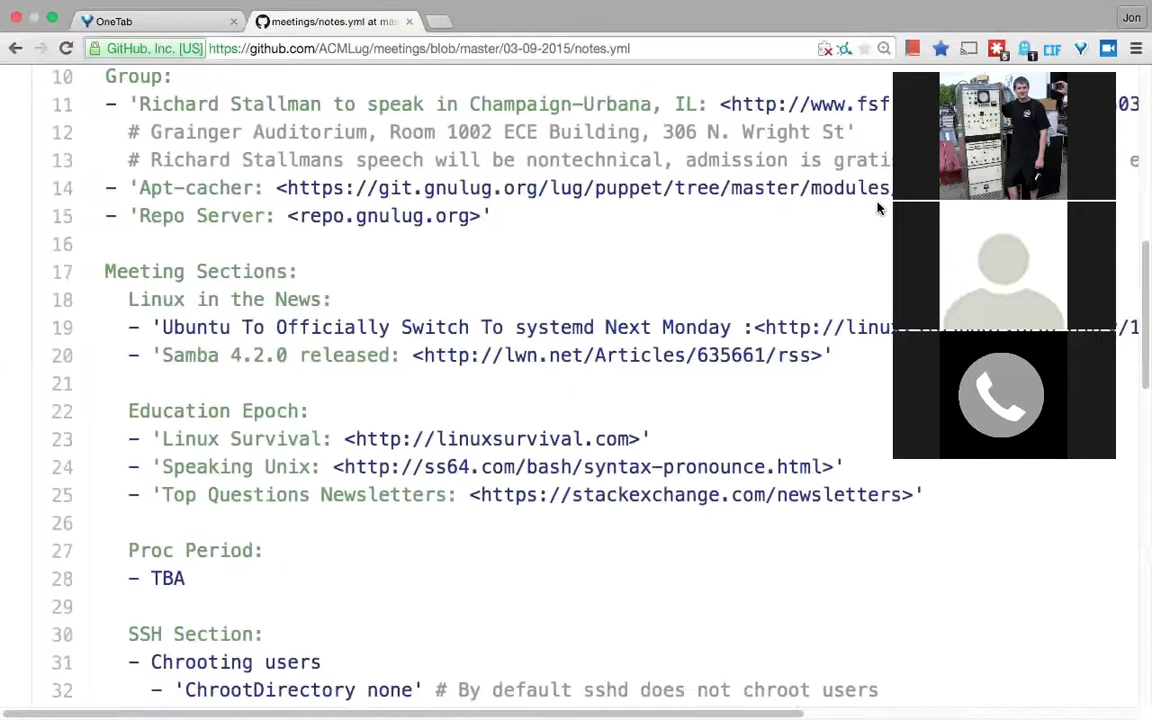 OneTab
meetings/notes.yml at mas
Jon
GitHub, Inc. [US]
https://github.com/ACMLug/meetings/blob/master/03-09-2015/notes.yml
5
1
CIF
10 Group:
11 - 'Richard Stallman to speak in Champaign-Urbana, IL: <http://www.fsf 03
12 # Grainger Auditorium, Room 1002 ECE Building, 306 N. Wright St'
13 # Richard Stallmans speech will be nontechnical, admission is grati e
14 - 'Apt-cacher: <https://git.gnulug.org/lug/puppet/tree/master/modules
15 - 'Repo Server: <repo.gnulug.org>'
16
17 Meeting Sections:
18 Linux in the News:
19 - 'Ubuntu To Officially Switch To systemd Next Monday :<http://linux /1
20 - 'Samba 4.2.0 released: <http://lwn.net/Articles/635661/rss>'
21
22 Education Epoch:
23 - 'Linux Survival: <http://linuxsurvival.com>'
24 - 'Speaking Unix: <http://ss64.com/bash/syntax-pronounce.html>'
25 - 'Top Questions Newsletters: <https://stackexchange.com/newsletters>'
26
27 Proc Period:
28 - TBA
29
30 SSH Section:
31 - Chrooting users
32 - 'ChrootDirectory none' # By default sshd does not chroot users